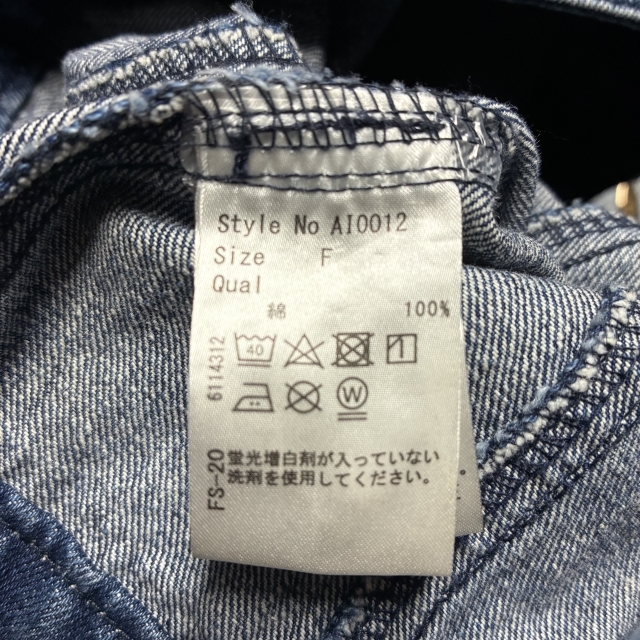 Style No AI0012
Size F
Qual
綿 100%
6114312
40
W
FS-20
蛍光増白剤が入っていない
洗剤を使用してください。